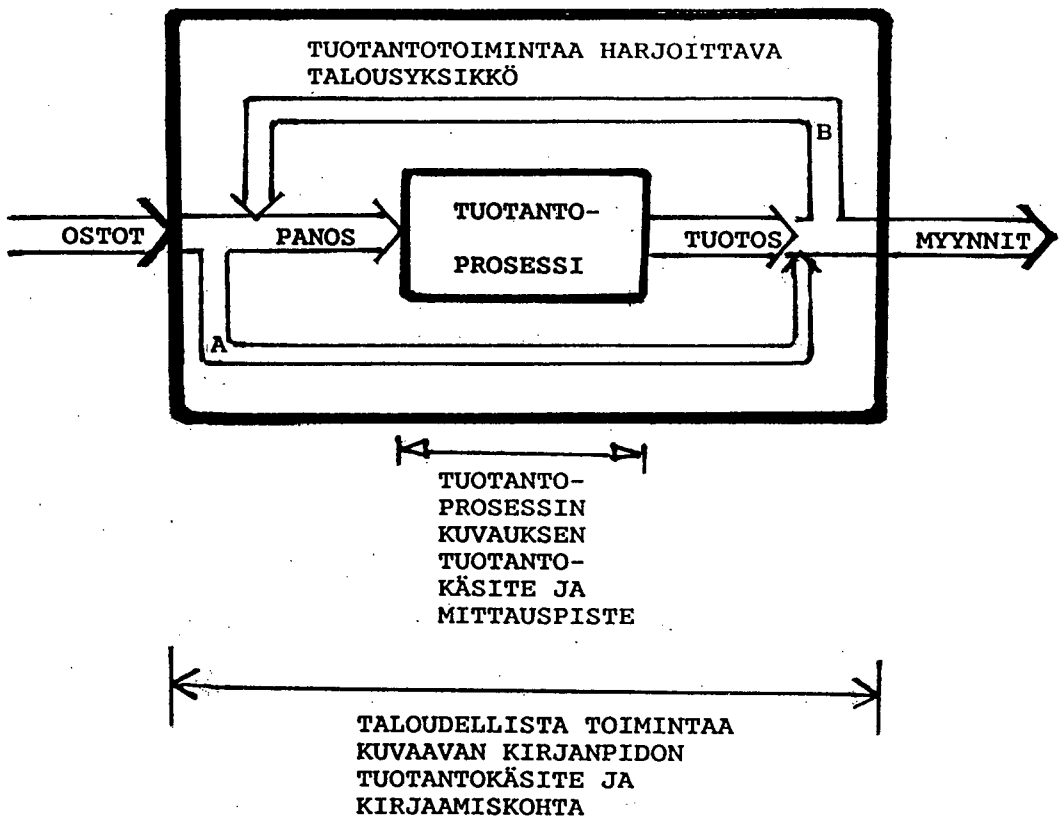 TUOTANTOTOIMINTAA HARJOITTAVA
TALOUSYKSIKKÖ
B
OSTOT
PANOS
TUOTANTO-
PROSESSI
TUOTOS
MYYNNIT
A
TUOTANTO-
PROSESSIN
KUVAUKSEN
TUOTANTO-
KÄSITE JA
MITTAUSPISTE
TALOUDELLISTA TOIMINTAA
KUVAAVAN KIRJANPIDON
TUOTANTOKÄSITE JA
KIRJAAMISKOHTA